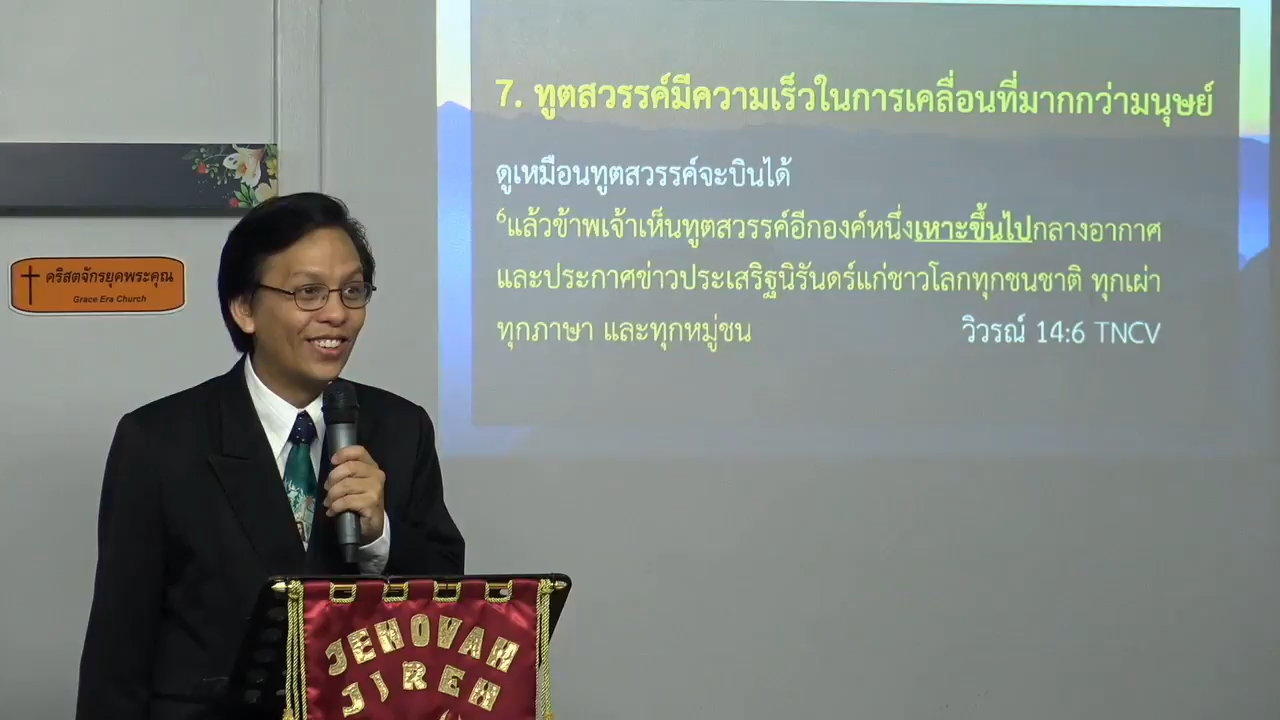 7. ทูตสวรรค์มีความเร็วในการเคลื่อนที่มากกว่ามนุษย์
ดูเหมือนทูตสวรรค์จะบินได้
⁶แล้วข้าพเจ้าเห็นทูตสวรรค์อีกองค์หนึ่งเหาะขึ้นไปกลางอากาศ
และประกาศข่าวประเสริฐนิรันดร์แก่ชาวโลกทุกชนชาติ ทุกเผ่า
ทุกภาษา และทุกหมู่ชน วิวรณ์ 14:6 TNCV
คริสตจักรยุคพระคุณ
Grace Era Church
JEHOVAH
JIREH